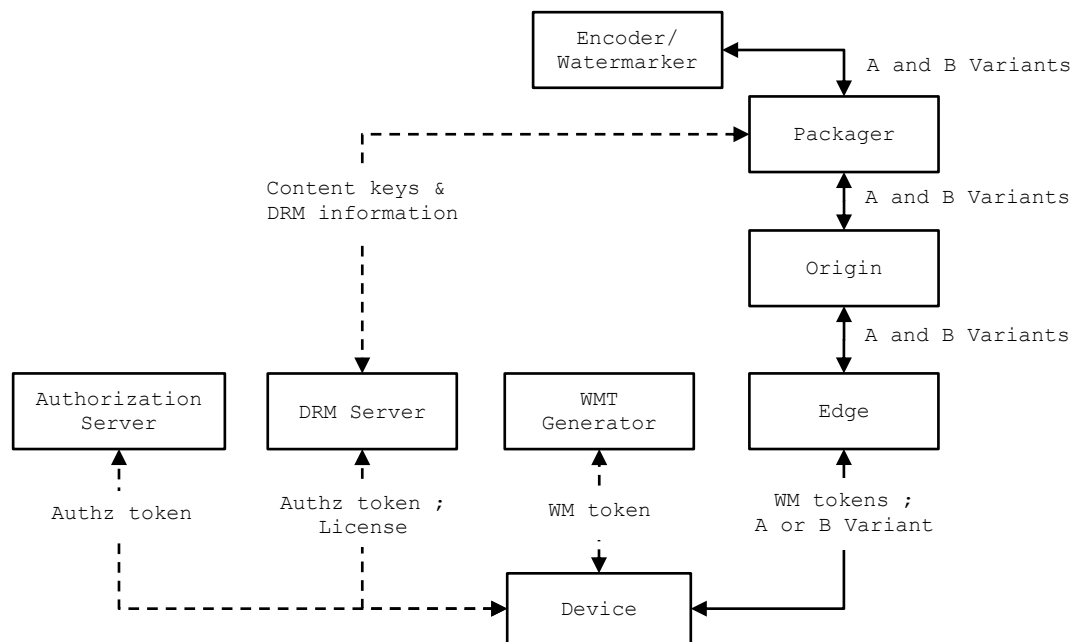 Encoder/
Watermarker
A and B Variants
Packager
Content keys &
DRM information
A and B Variants
Origin
A and B Variants
Authorization
Server
DRM Server
WMT
Generator
Edge
Authz token
Authz token ;
License
WM token
WM tokens ;
A or B Variant
Device